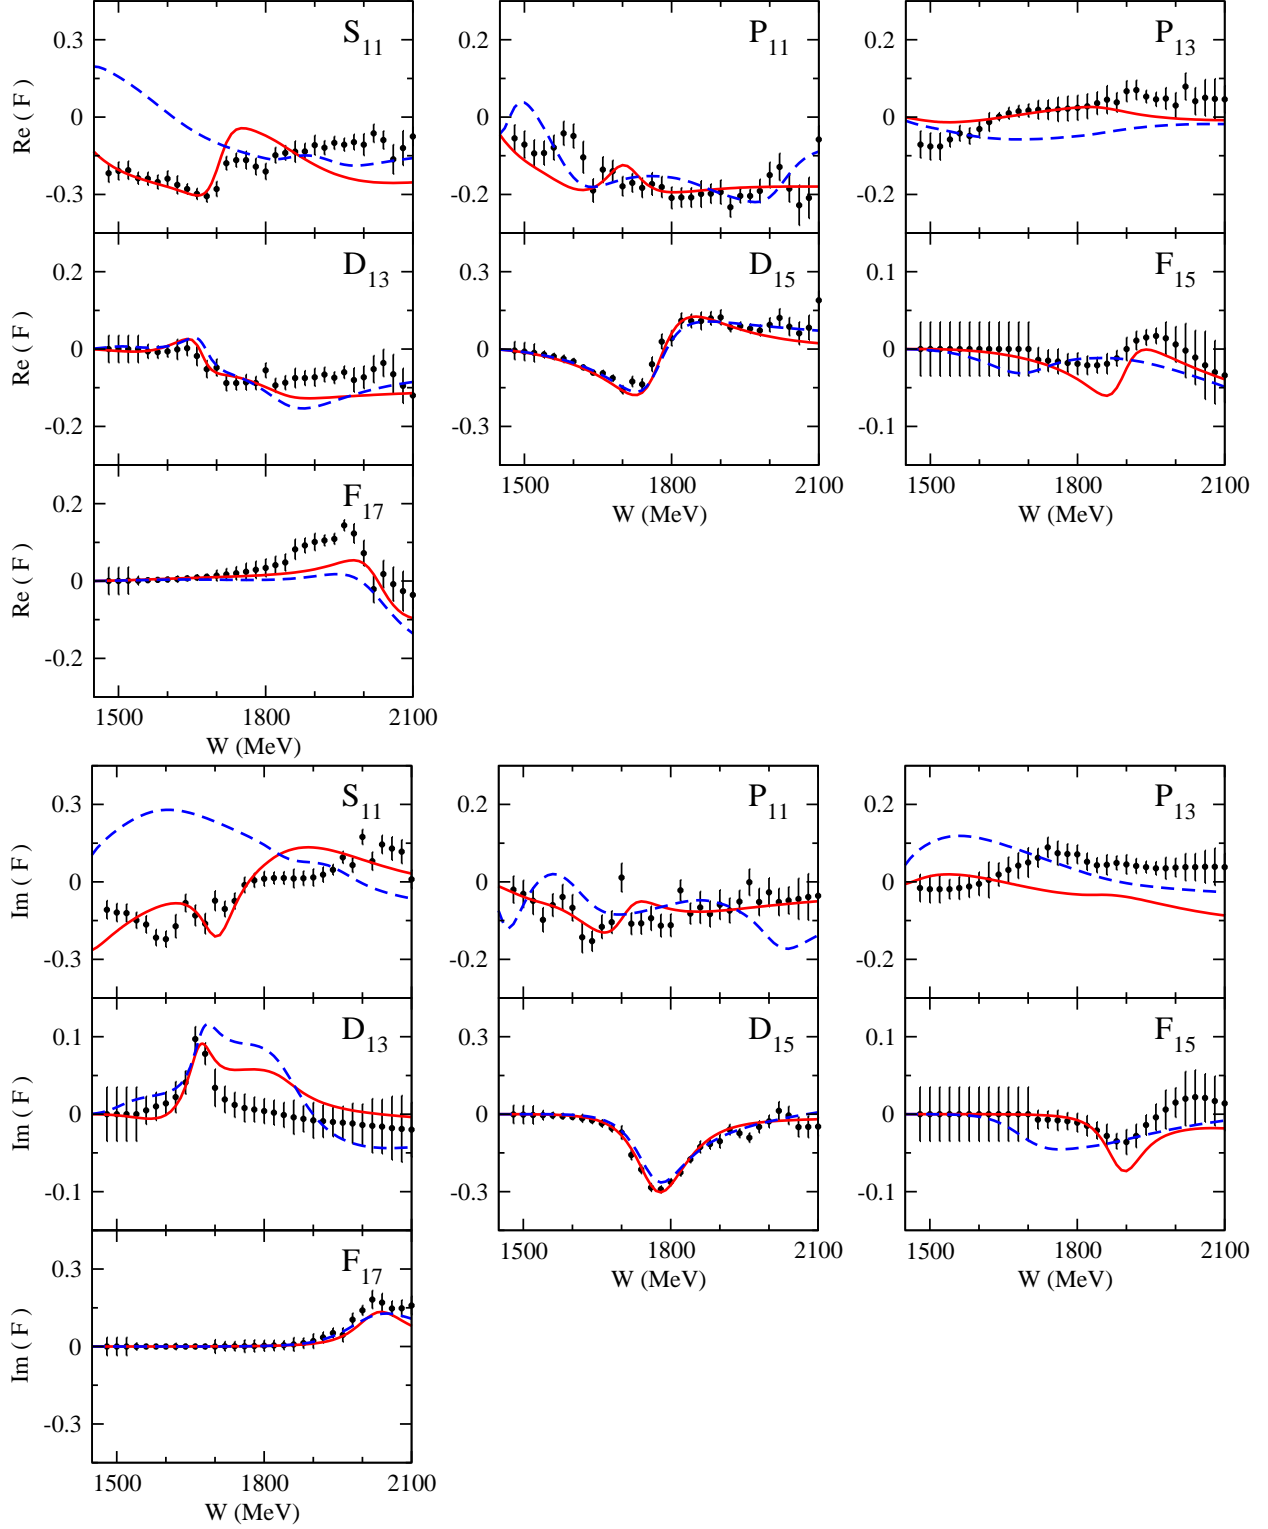 S11 P11 P13
0.3 0.2 0.2
Re ( F )
0 0 0
-0.3 -0.2 -0.2
D13 D15 F15
0.2 0.3 0.1
Re ( F )
0 0 0
-0.2 -0.3 -0.1
F17
1500 1800 2100 1500 1800 2100
0.2
W (MeV) W (MeV)
Re ( F )
0
-0.2
1500 1800 2100
W (MeV)
S11 P11 P13
0.3 0.2 0.2
Im ( F )
0 0 0
-0.3 -0.2 -0.2
D13 D15 F15
0.1 0.3 0.1
Im ( F )
0 0 0
-0.1 -0.3 -0.1
F17
1500 1800 2100 1500 1800 2100
0.3
W (MeV) W (MeV)
Im ( F )
0
-0.3
1500 1800 2100
W (MeV)